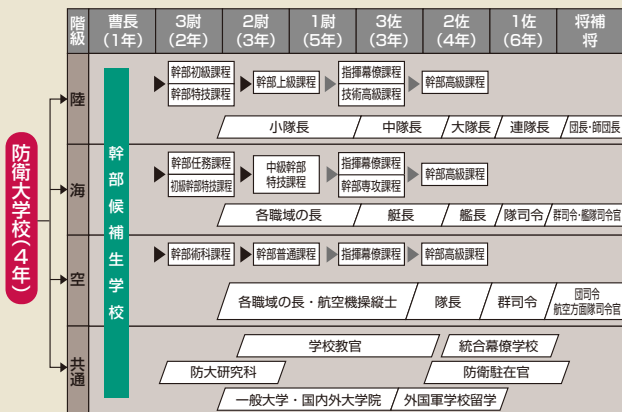 階級
曹長
(1年)
3尉
(2年)
2尉
(3年)
1尉
(5年)
3佐
(3年)
2佐
(4年)
1佐
(6年)
将補
将
防衛大学校(4年)
幹部候補生学校
陸
幹部初級課程
幹部特技課程
幹部上級課程
指揮幕僚課程
技術高級課程
幹部高級課程
小隊長
中隊長
大隊長
連隊長
団長・師団長
海
幹部任務課程
初級幹部特技課程
中級幹部
特技課程
指揮幕僚課程
幹部専攻課程
幹部高級課程
各職域の長
艇長
艦長
隊司令
群司令・艦隊司令官
空
幹部術科課程
幹部普通課程
指揮幕僚課程
幹部高級課程
各職域の長・航空機操縦士
隊長
群司令
団司令
航空方面隊司令官
共通
学校教官
統合幕僚学校
防大研究科
防衛駐在官
一般大学・国内外大学院
外国軍学校留学